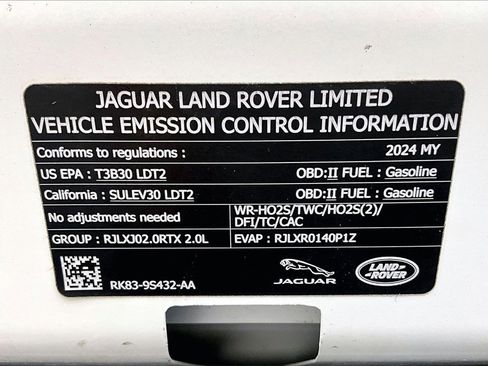 JAGUAR LAND ROVER LIMITED
VEHICLE EMISSION CONTROL INFORMATION
Conforms to regulations : 2024 MY
US EPA : T3B30 LDT2 OBD:II FUEL : Gasoline
California : SULEV30 LDT2 OBD:II FUEL : Gasoline
No adjustments needed WR-HO2S/TWC/HO2S(2)/
DFI/TC/CAC
GROUP : RJLXJ02.0RTX 2.0L EVAP : RJLXR0140P1Z
RK83-9S432-AA JAGUAR LAND ROVER